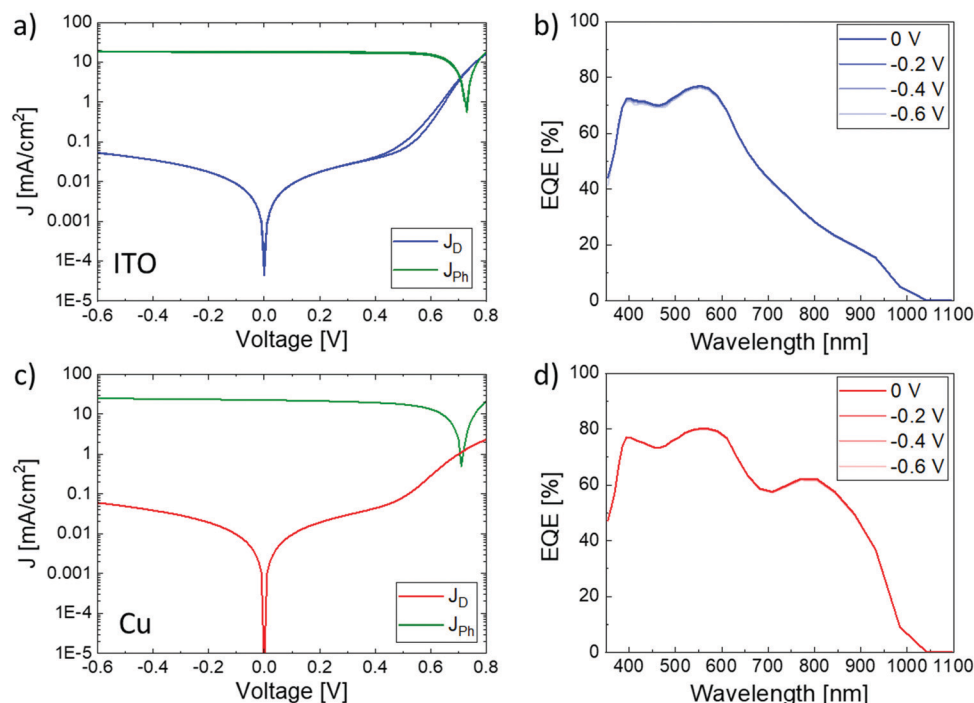 a)
100
10
1
0.1
0.01
0.001
1E-4
1E-5
J [mA/cm²]
-0.6 -0.4 -0.2 0.0 0.2 0.4 0.6 0.8
Voltage [V]
ITO
J_D
J_Ph
b)
100
80
60
40
20
0
EQE [%]
400 500 600 700 800 900 1000 1100
Wavelength [nm]
0 V
-0.2 V
-0.4 V
-0.6 V
c)
100
10
1
0.1
0.01
0.001
1E-4
1E-5
J [mA/cm²]
-0.6 -0.4 -0.2 0.0 0.2 0.4 0.6 0.8
Voltage [V]
Cu
J_D
J_Ph
d)
100
80
60
40
20
0
EQE [%]
400 500 600 700 800 900 1000 1100
Wavelength [nm]
0 V
-0.2 V
-0.4 V
-0.6 V